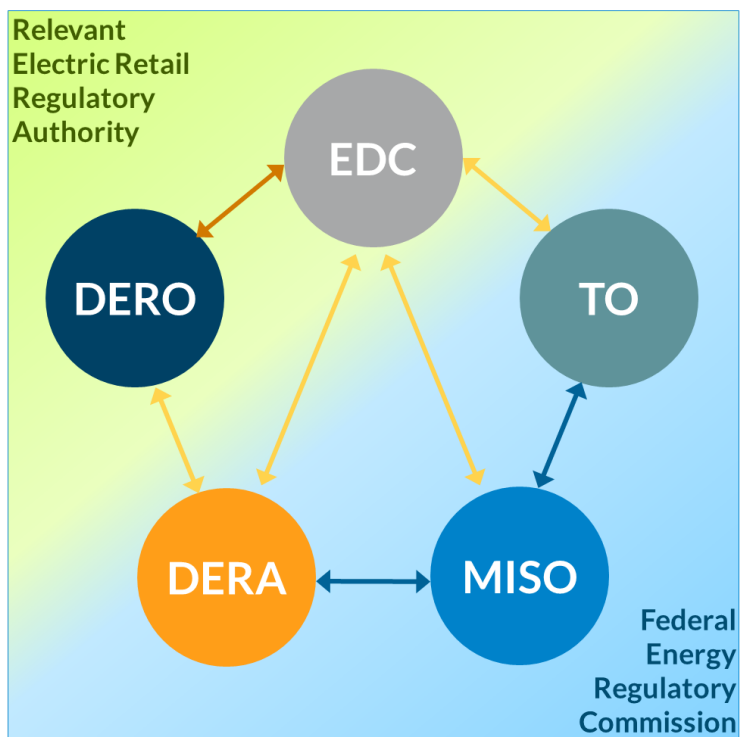 Relevant
Electric Retail
Regulatory
Authority
EDC
DERO
TO
DERA
MISO
Federal
Energy
Regulatory
Commission